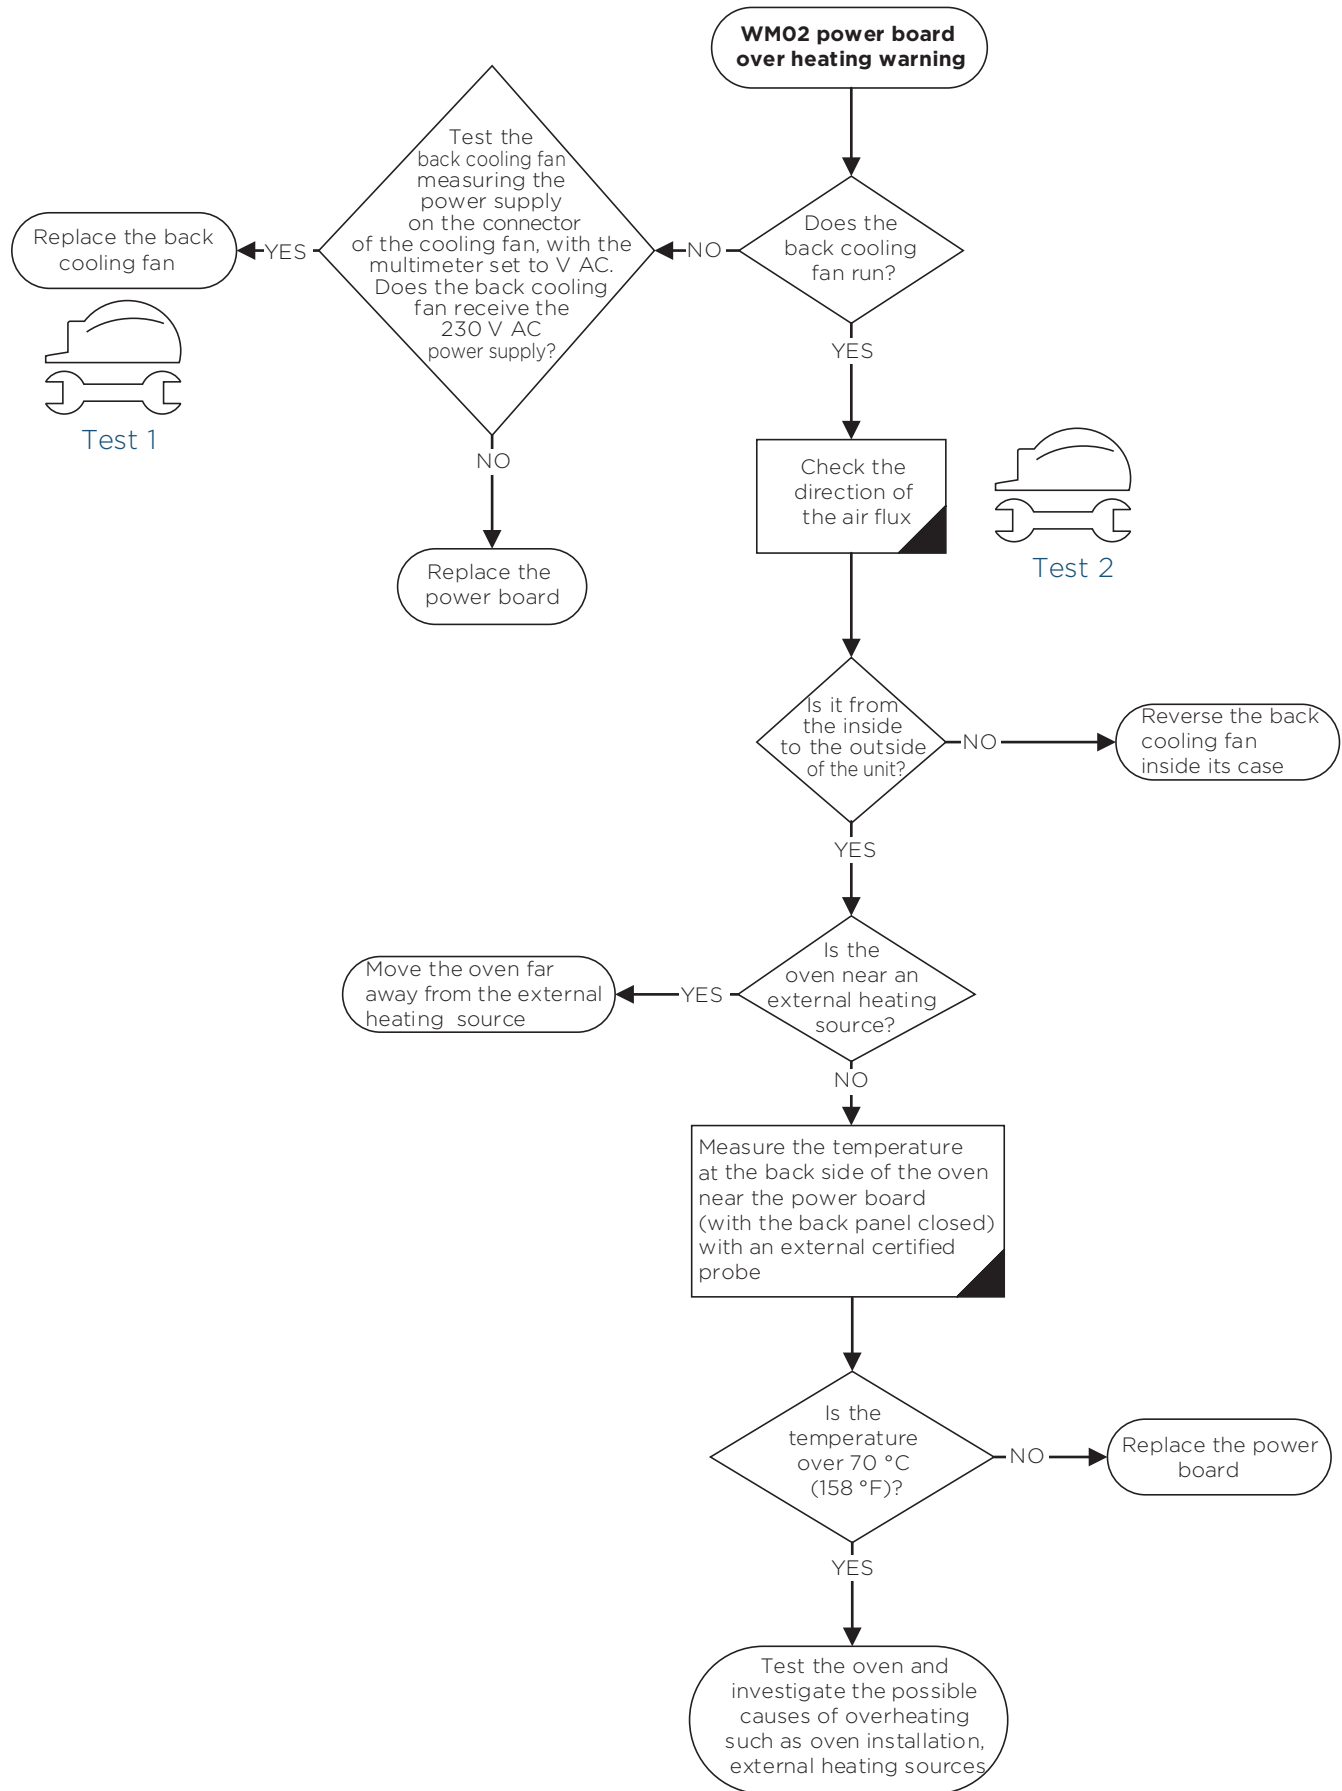 WM02 power board
over heating warning
Does the
back cooling
fan run?
NO
Test the
back cooling fan
measuring the
power supply
on the connector
of the cooling fan, with the
multimeter set to V AC.
Does the back cooling
fan receive the
230 V AC
power supply?
YES
Replace the back
cooling fan
Test 1
NO
Replace the
power board
YES
Check the
direction of
the air flux
Test 2
Is it from
the inside
to the outside
of the unit?
NO
Reverse the back
cooling fan
inside its case
YES
Is the
oven near an
external heating
source?
YES
Move the oven far
away from the external
heating source
NO
Measure the temperature
at the back side of the oven
near the power board
(with the back panel closed)
with an external certified
probe
Is the
temperature
over 70 °C
(158 °F)?
NO
Replace the power
board
YES
Test the oven and
investigate the possible
causes of overheating
such as oven installation,
external heating sources